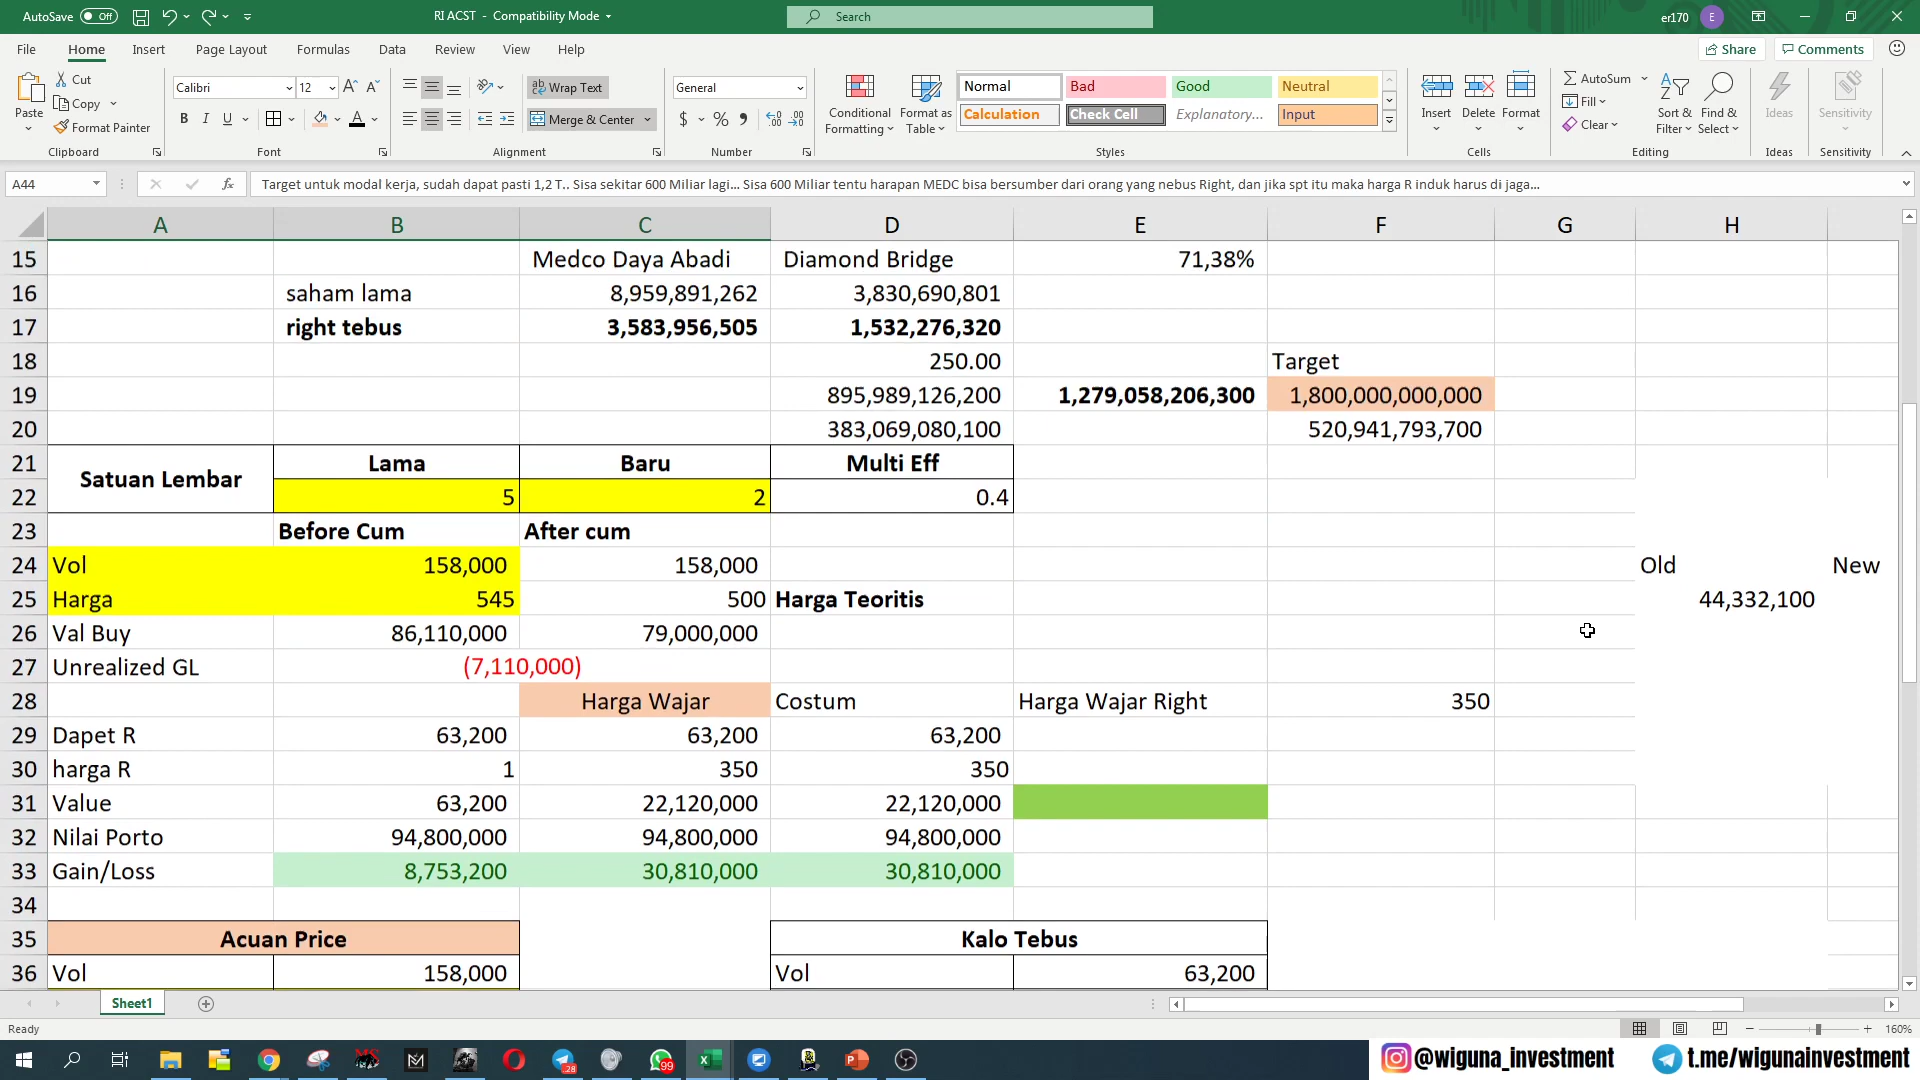 AutoSave Off RI ACST - Compatibility Mode Search er170 E
File Home Insert Page Layout Formulas Data Review View Help Share Comments
Paste Cut Copy Format Painter Clipboard
Calibri 12 B I U A Font
ab Wrap Text Merge & Center Alignment
General $ % Number
Conditional Formatting Format as Table
Normal Bad Good Neutral
Calculation Check Cell Explanatory... Input
Styles
Insert Delete Format Cells
AutoSum Fill Clear Sort & Filter Find & Select Editing
Ideas Ideas
Sensitivity Sensitivity
A44 fx Target untuk modal kerja, sudah dapat pasti 1,2 T.. Sisa sekitar 600 Miliar lagi... Sisa 600 Miliar tentu harapan MEDC bisa bersumber dari orang yang nebus Right, dan jika spt itu maka harga R induk harus di jaga...
A B C D E F G H
15 Medco Daya Abadi Diamond Bridge 71,38%
16 saham lama 8,959,891,262 3,830,690,801
17 right tebus 3,583,956,505 1,532,276,320
18 250.00 Target
19 895,989,126,200 1,279,058,206,300 1,800,000,000,000
20 383,069,080,100 520,941,793,700
21 Satuan Lembar Lama Baru Multi Eff
22 5 2 0.4
23 Before Cum After cum
24 Vol 158,000 158,000 Old New
25 Harga 545 500 Harga Teoritis 44,332,100
26 Val Buy 86,110,000 79,000,000
27 Unrealized GL (7,110,000)
28 Harga Wajar Costum Harga Wajar Right 350
29 Dapet R 63,200 63,200 63,200
30 harga R 1 350 350
31 Value 63,200 22,120,000 22,120,000
32 Nilai Porto 94,800,000 94,800,000 94,800,000
33 Gain/Loss 8,753,200 30,810,000 30,810,000
34
35 Acuan Price Kalo Tebus
36 Vol 158,000 Vol 63,200
Sheet1
Ready 160%
28 99 @wiguna_investment t.me/wigunainvestment